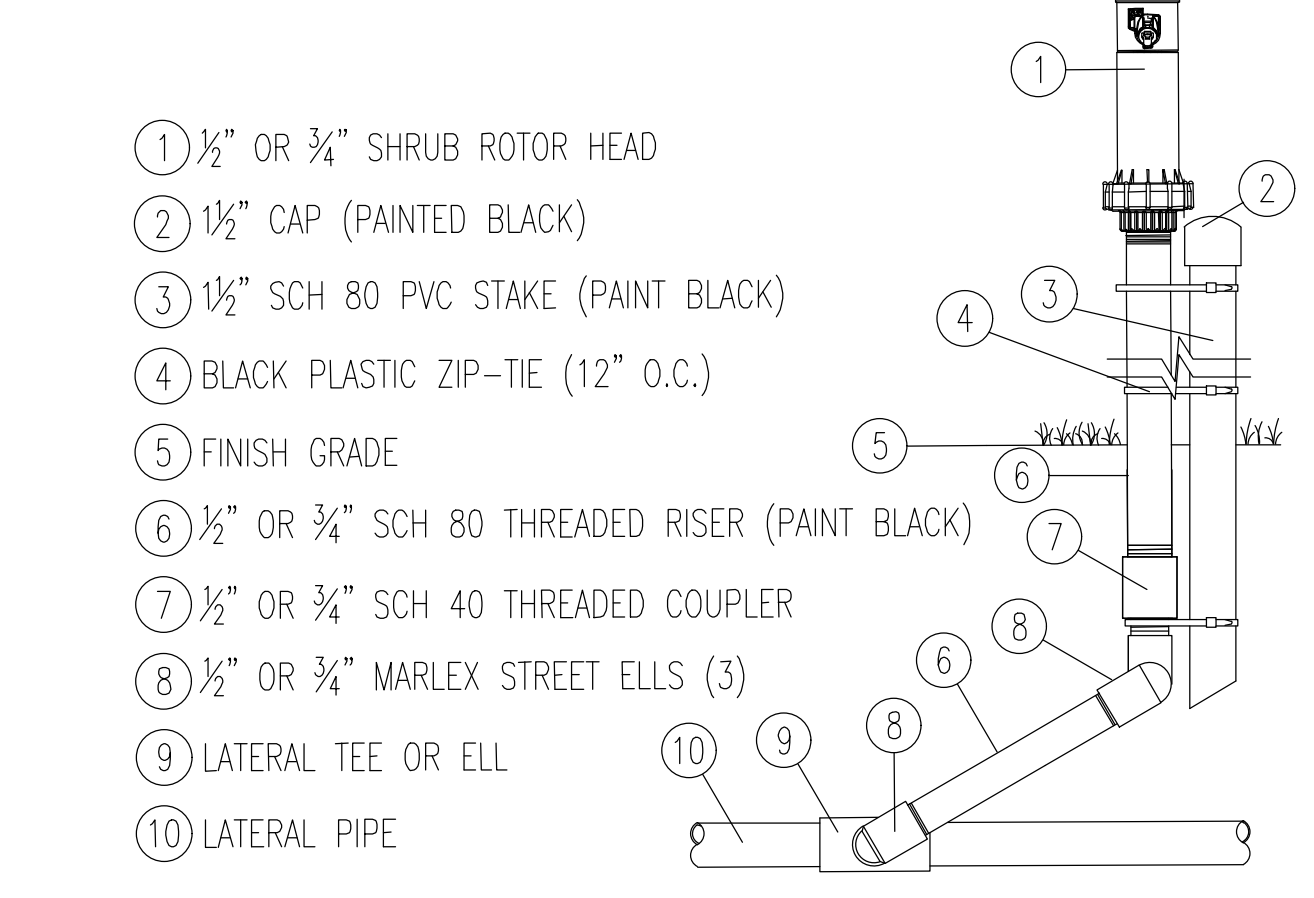 1 ½” OR ¾” SHRUB ROTOR HEAD
2 1½” CAP (PAINTED BLACK)
3 1½” SCH 80 PVC STAKE (PAINT BLACK)
4 BLACK PLASTIC ZIP-TIE (12” O.C.)
5 FINISH GRADE
6 ½” OR ¾” SCH 80 THREADED RISER (PAINT BLACK)
7 ½” OR ¾” SCH 40 THREADED COUPLER
8 ½” OR ¾” MARLEX STREET ELLS (3)
9 LATERAL TEE OR ELL
10 LATERAL PIPE
1
2
3
4
5
6
7
8
6
8
9
10